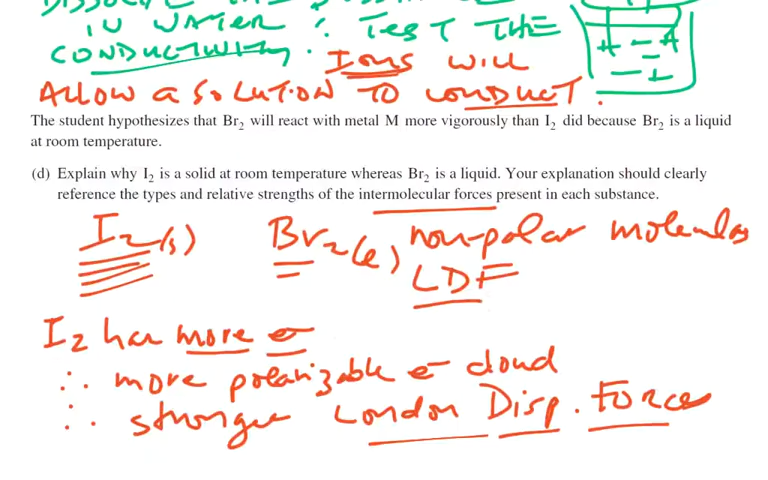 IN WATER & TEST THE
CONDUCTIVITY. IONS WILL
ALLOW A SOLUTION TO CONDUCT.
The student hypothesizes that Br₂ will react with metal M more vigorously than I₂ did because Br₂ is a liquid
at room temperature.
(d) Explain why I₂ is a solid at room temperature whereas Br₂ is a liquid. Your explanation should clearly
reference the types and relative strengths of the intermolecular forces present in each substance.
I₂(s) Br₂(l) non-polar molecules
LDF
I₂ has more e⁻
∴ more polarizable e⁻ cloud
∴ stronger London Disp. Forces